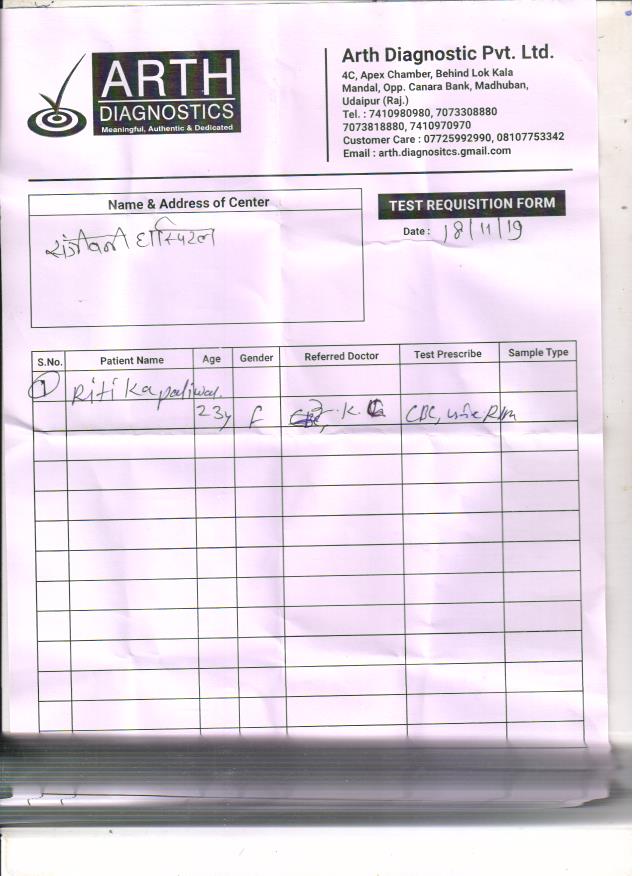 ARTH
DIAGNOSTICS
Meaningful, Authentic & Dedicated
Arth Diagnostic Pvt. Ltd.
4C, Apex Chamber, Behind Lok Kala
Mandal, Opp. Canara Bank, Madhuban,
Udaipur (Raj.)
Tel. : 7410980980, 7073308880
7073818880, 7410970970
Customer Care : 07725992990, 08107753342
Email : arth.diagnositcs.gmail.com
Name & Address of Center
हॉस्पिटल
TEST REQUISITION FORM
Date : 18/11/19
S.No. Patient Name Age Gender Referred Doctor Test Prescribe Sample Type
1 Ritika paliwal.
23y F K. CBC, R/m